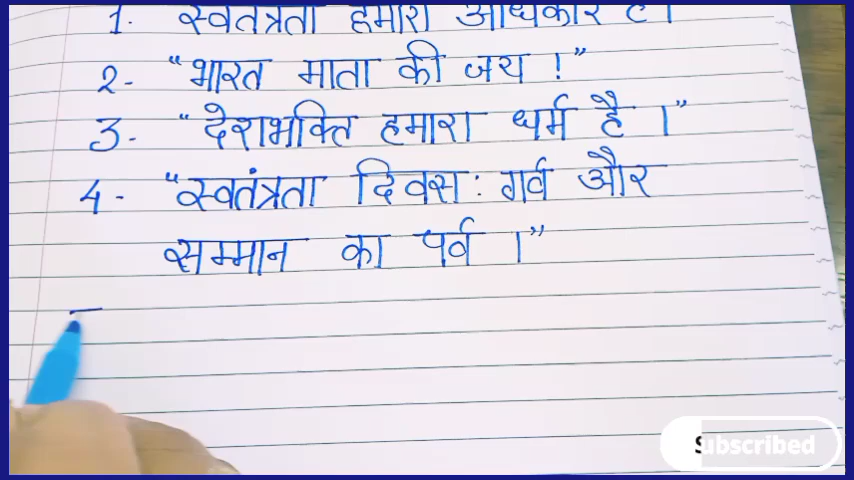 1. स्वतंत्रता हमारा अधिकार है।
2- “भारत माता की जय !”
3- “देशभक्ति हमारा धर्म है ।”
4- “स्वतंत्रता दिवस: गर्व और
सम्मान का पर्व ।”
Subscribed